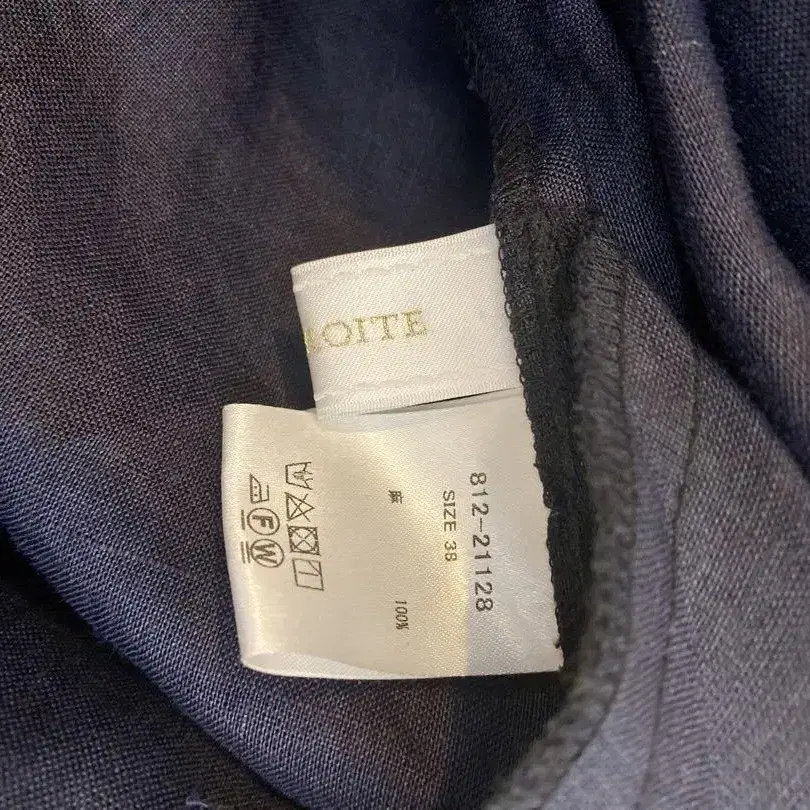 ROITE
812-21128
SIZE 38
麻 100%
F W